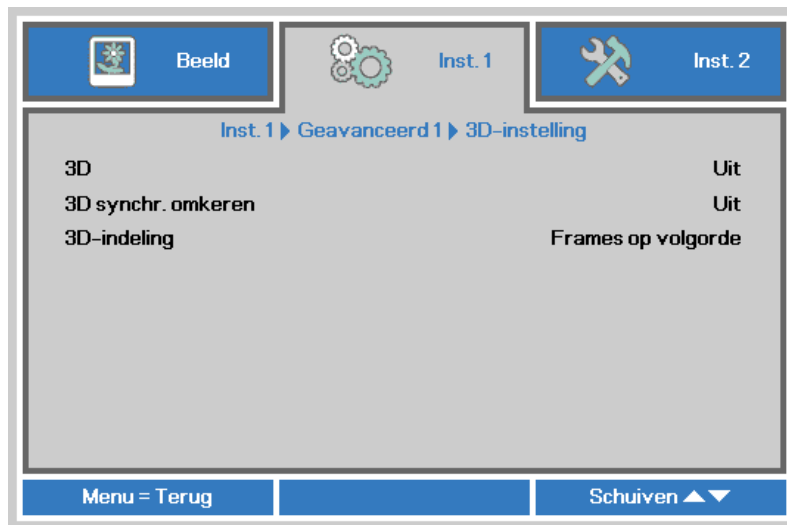 Beeld
Inst. 1
Inst. 2
Inst. 1 ▶ Geavanceerd 1 ▶ 3D-instelling
3D Uit
3D synchr. omkeren Uit
3D-indeling Frames op volgorde
Menu = Terug
Schuiven ▲▼